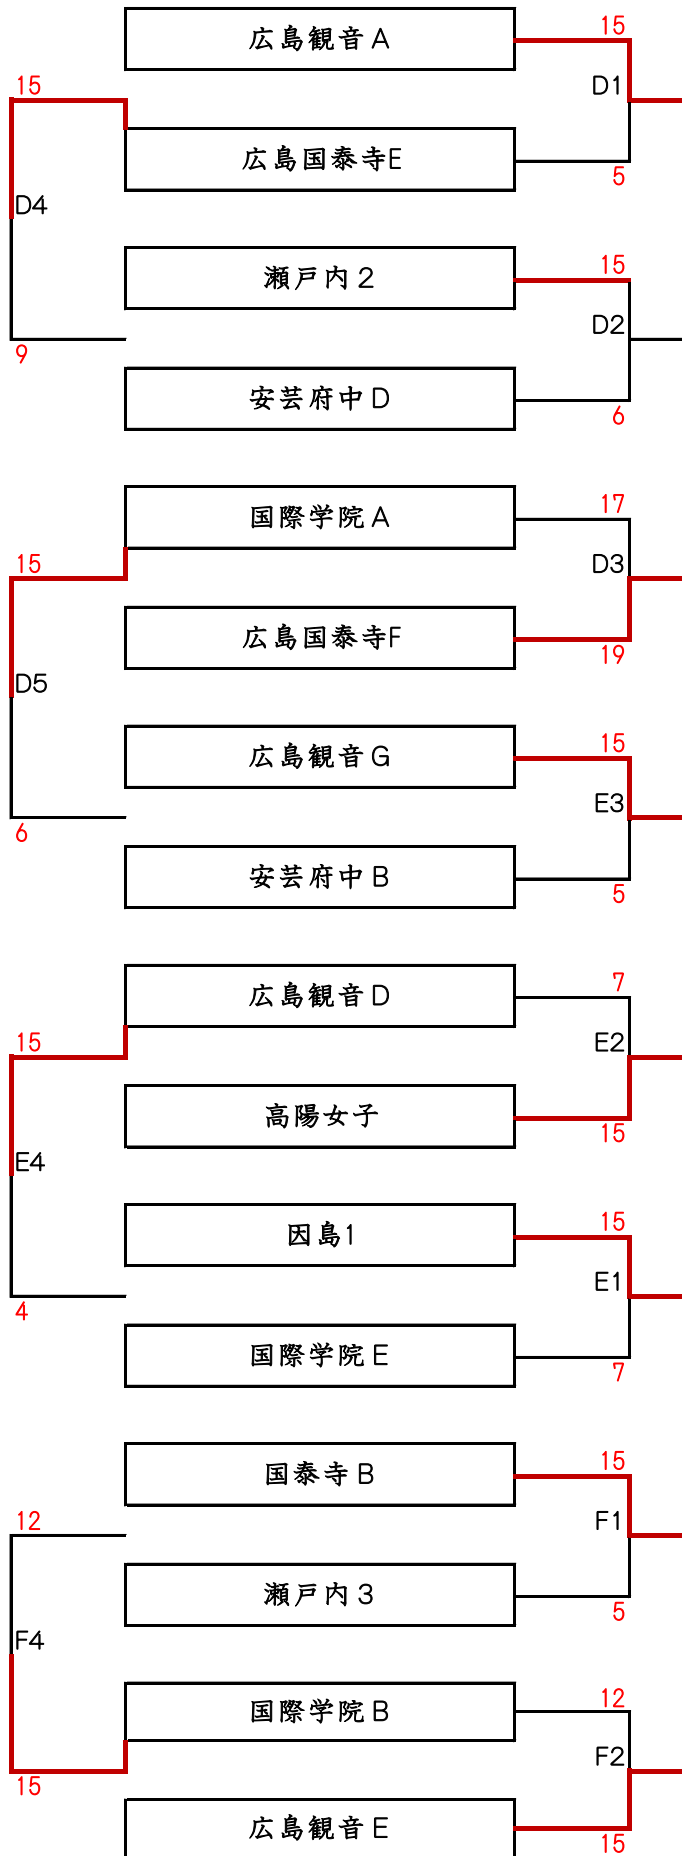 広島観音A
15
D1
15
広島国泰寺E
5
D4
瀬戸内2
15
D2
9
安芸府中D
6
国際学院A
17
D3
15
広島国泰寺F
19
D5
広島観音G
15
E3
6
安芸府中B
5
広島観音D
7
E2
15
高陽女子
15
E4
因島1
15
E1
4
国際学院E
7
国泰寺B
15
F1
12
瀬戸内3
5
F4
国際学院B
12
F2
15
広島観音E
15